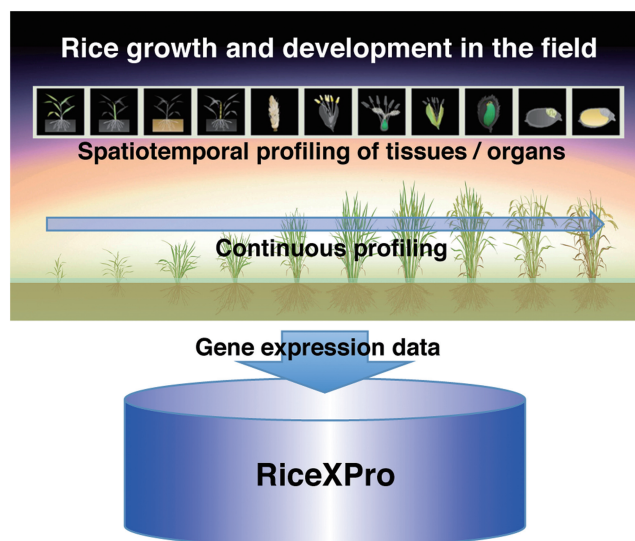 Rice growth and development in the field
Spatiotemporal profiling of tissues / organs
Continuous profiling
Gene expression data
RiceXPro